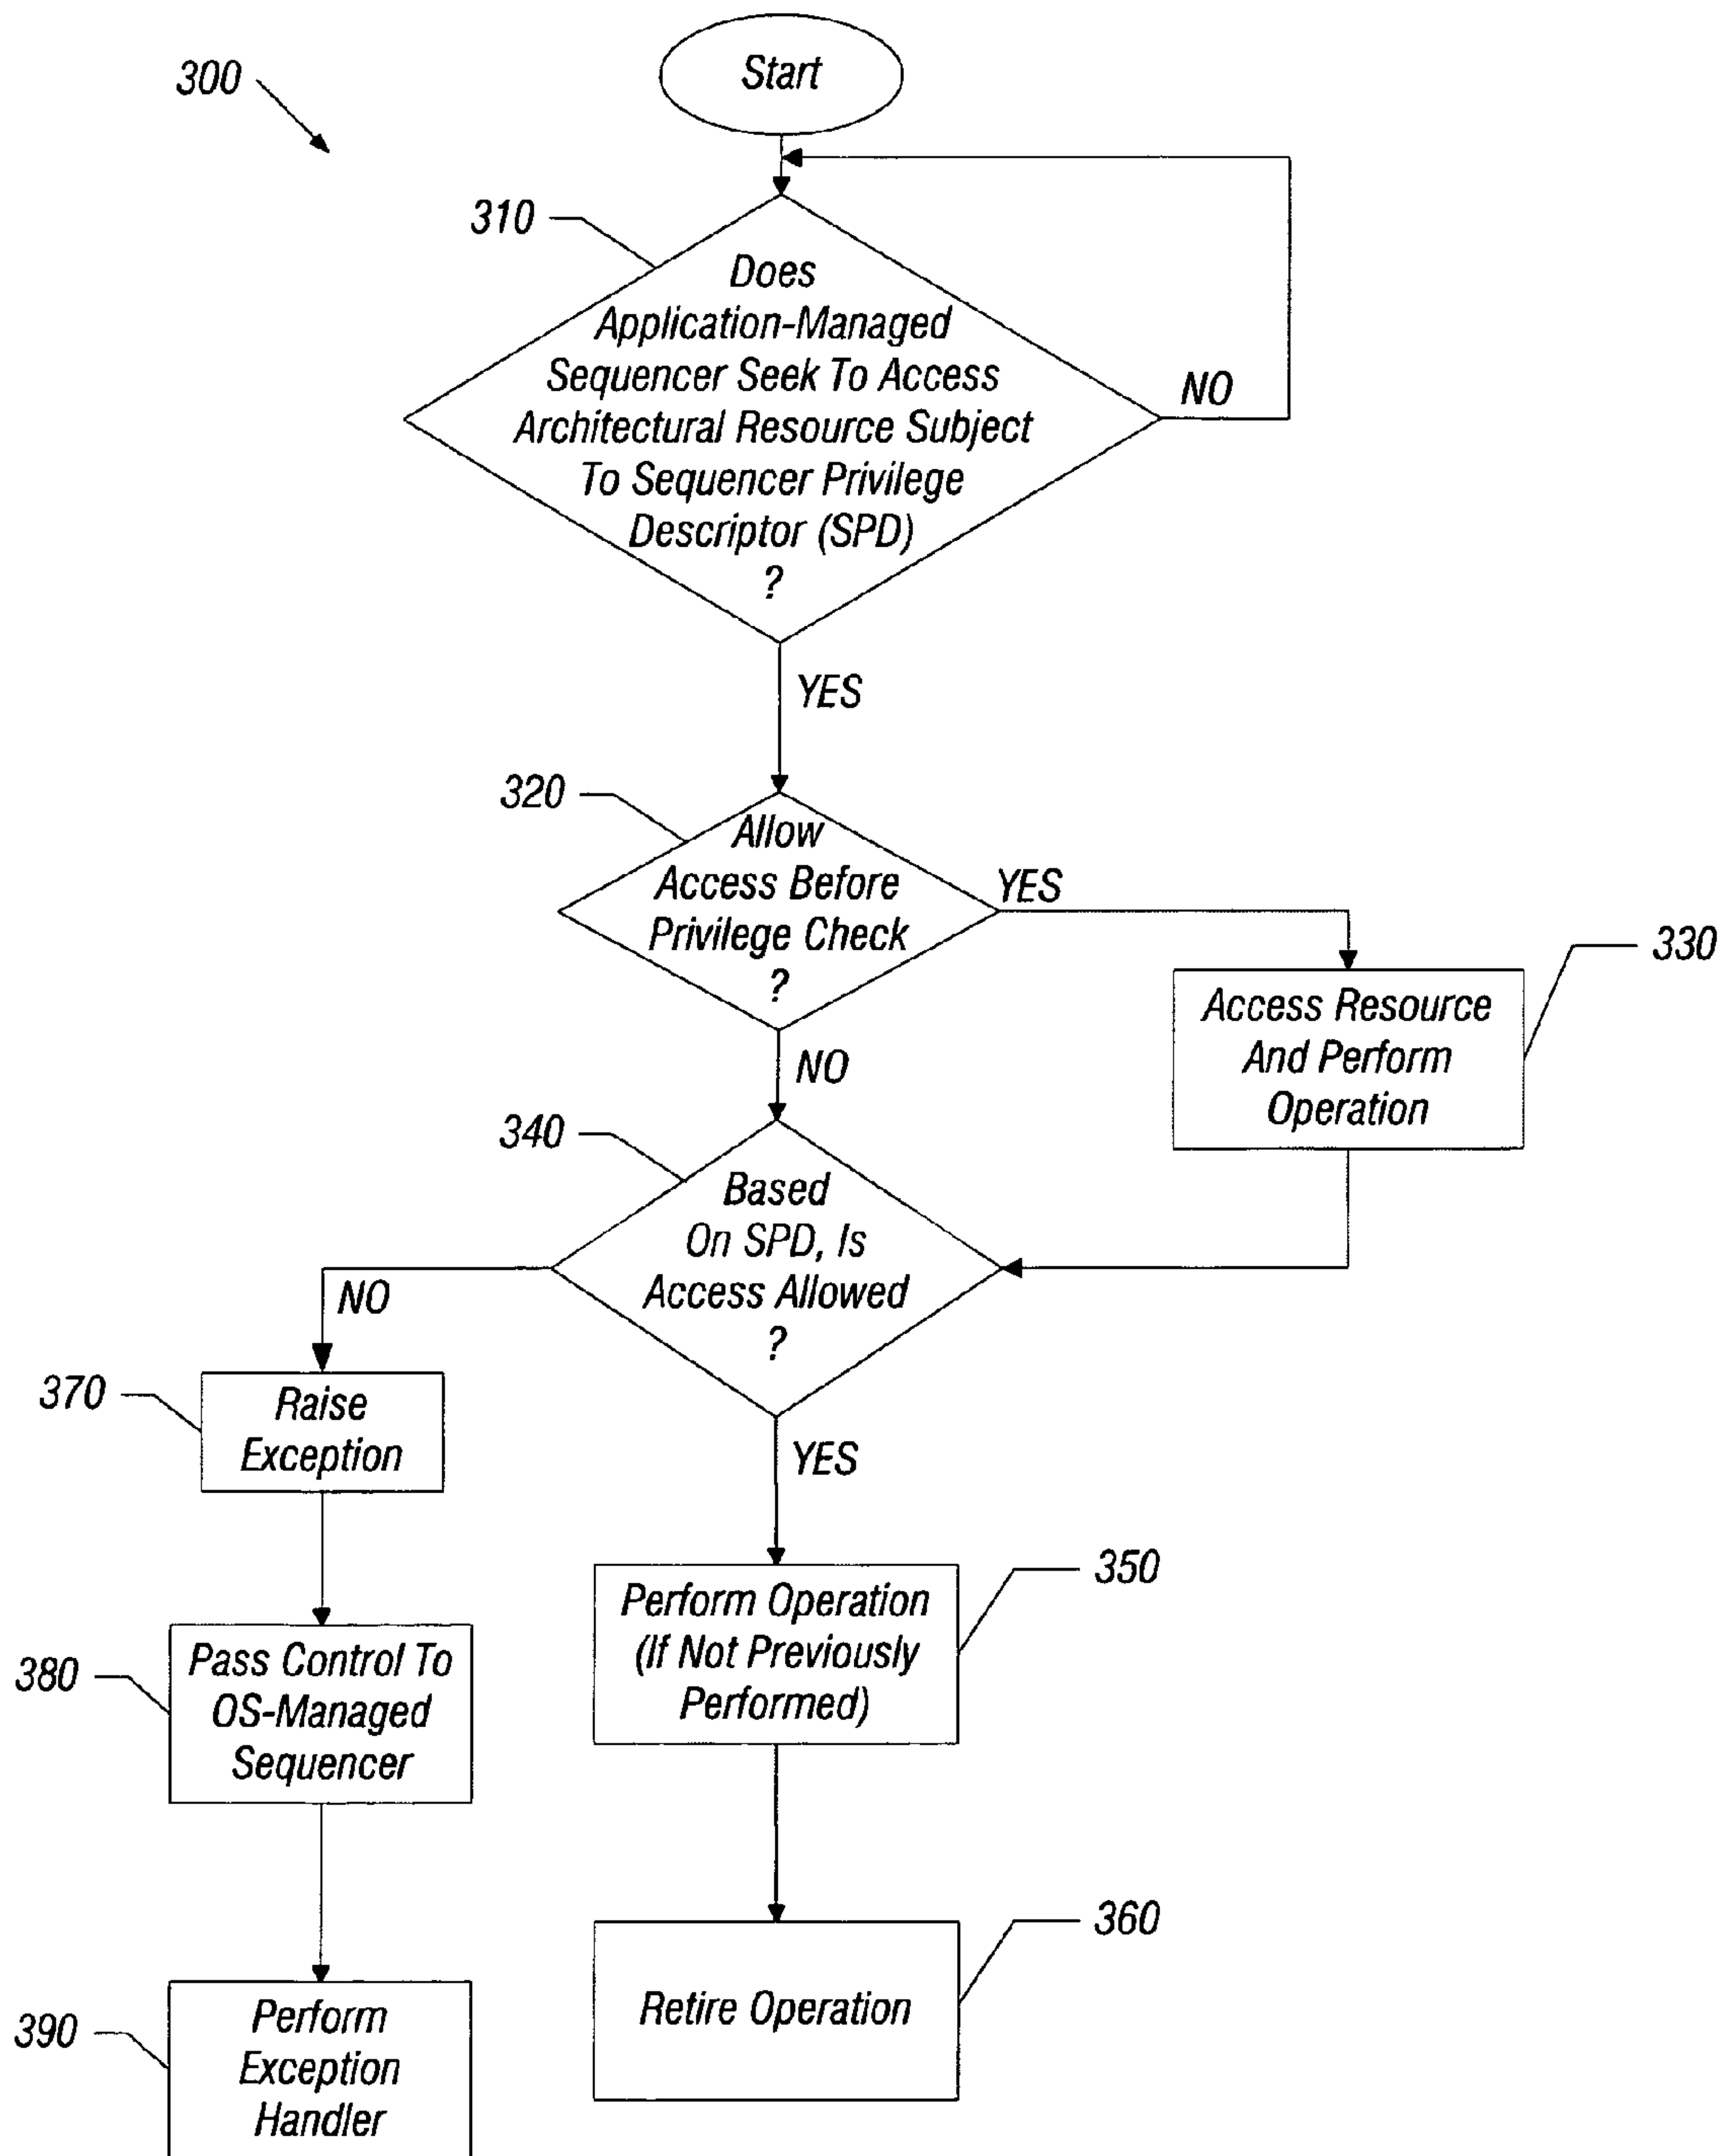 300
Start
310
Does
Application-Managed
Sequencer Seek To Access
Architectural Resource Subject
To Sequencer Privilege
Descriptor (SPD)
?
NO
YES
320
Allow
Access Before
Privilege Check
?
YES
330
Access Resource
And Perform
Operation
NO
340
Based
On SPD, Is
Access Allowed
?
NO
370
Raise
Exception
YES
350
Perform Operation
(If Not Previously
Performed)
380
Pass Control To
OS-Managed
Sequencer
360
Retire Operation
390
Perform
Exception
Handler